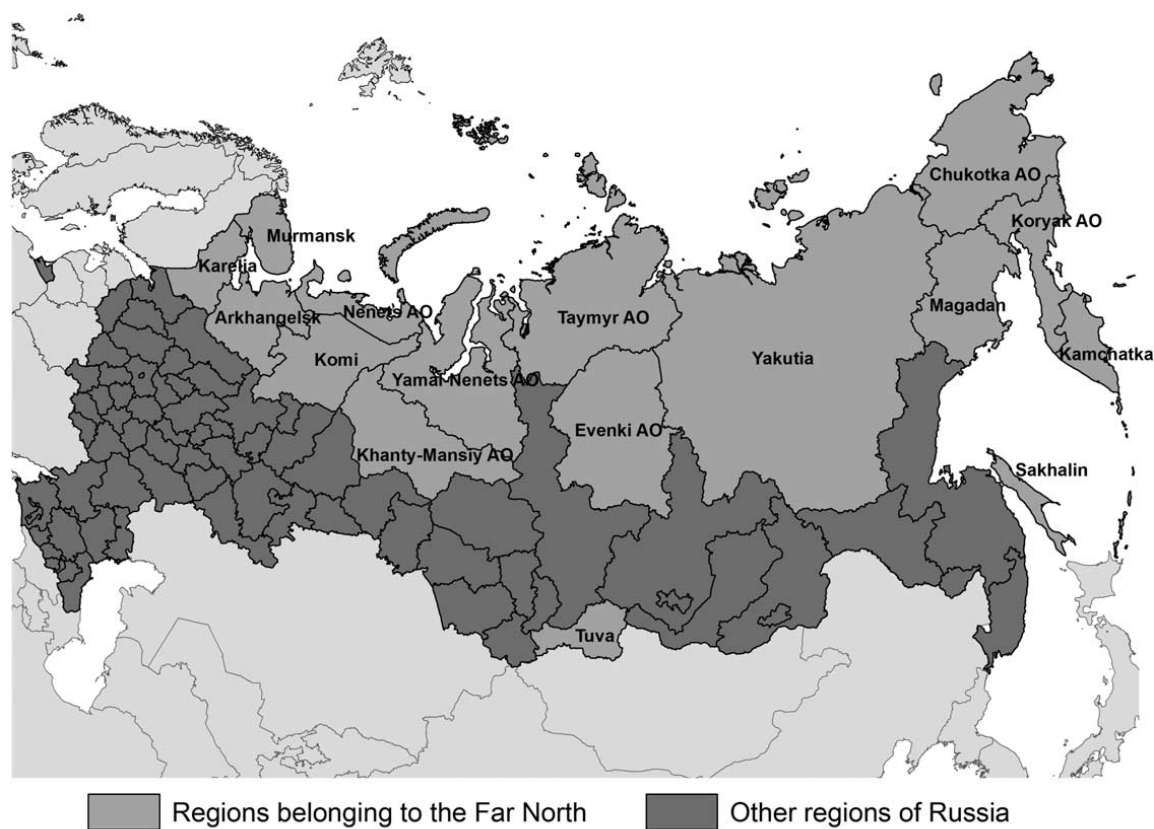 Chukotka AO
Koryak AO
Murmansk
Karelia
Magadan
Arkhangelsk
Nenets AO
Taymyr AO
Komi
Yakutia
Kamchatka
Yamal-Nenets AO
Evenki AO
Khanty-Mansiy AO
Sakhalin
Tuva
Regions belonging to the Far North
Other regions of Russia